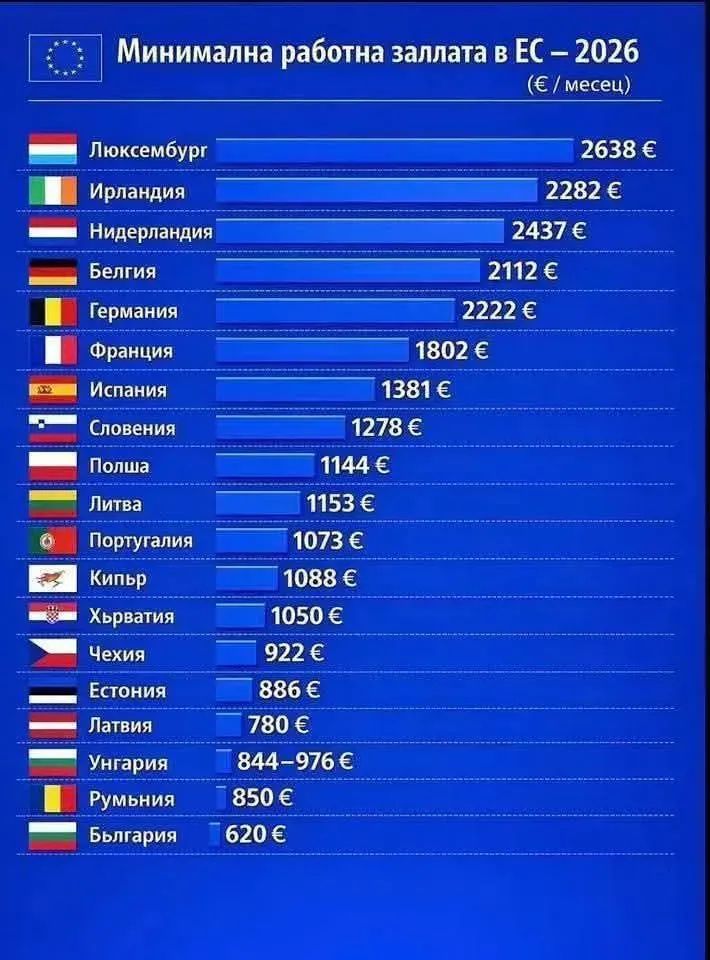 Минимална работна заллата в ЕС – 2026
(€ / месец)
Люксембург 2638 €
Ирландия 2282 €
Нидерландия 2437 €
Белгия 2112 €
Германия 2222 €
Франция 1802 €
Испания 1381 €
Словения 1278 €
Полша 1144 €
Литва 1153 €
Португалия 1073 €
Кипър 1088 €
Хърватия 1050 €
Чехия 922 €
Естония 886 €
Латвия 780 €
Унгария 844–976 €
Румъния 850 €
България 620 €